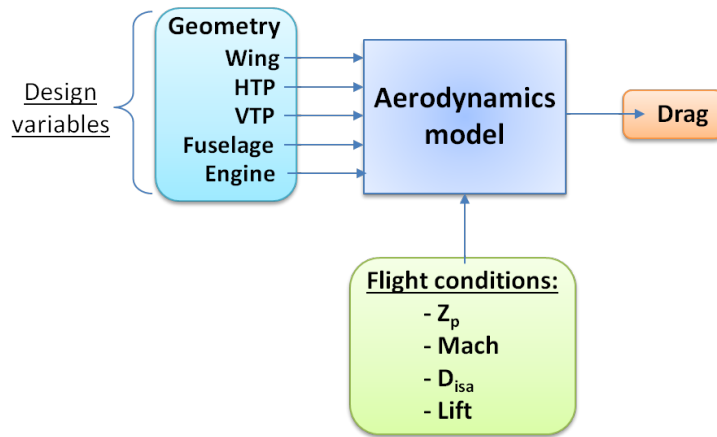 Design
variables
Geometry
Wing
HTP
VTP
Fuselage
Engine
Aerodynamics
model
Drag
Flight conditions:
- Zp
- Mach
- Disa
- Lift